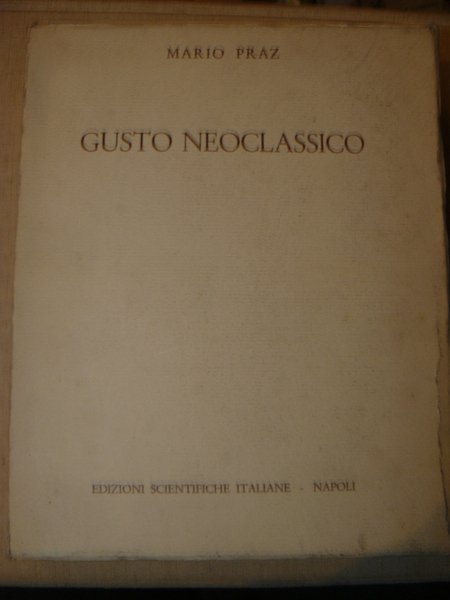 MARIO PRAZ
GUSTO NEOCLASSICO
EDIZIONI SCIENTIFICHE ITALIANE - NAPOLI